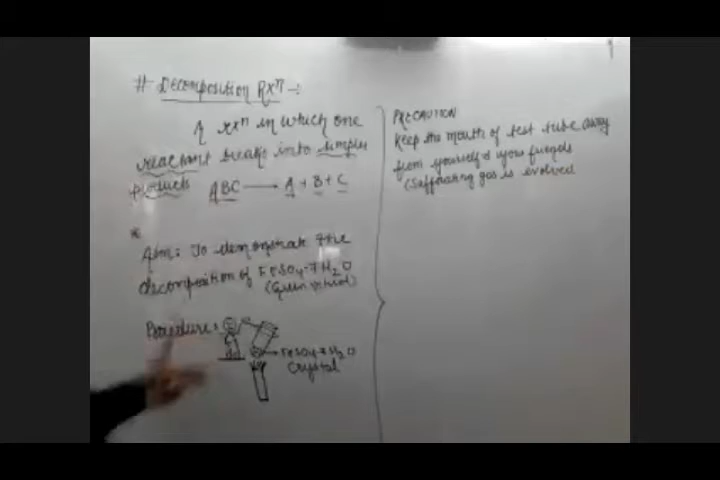 # Decomposition Rxn :-
A rxn in which one
reactant breaks into simpler
products ABC → A + B + C
* Aim: To demonstrate the
decomposition of FeSO4·7H2O
(Green vitriol)
Procedure:
FeSO4·7H2O
Crystal
PRECAUTION
Keep the mouth of test tube away
from yourself & your
(Suffocating gas is evolved